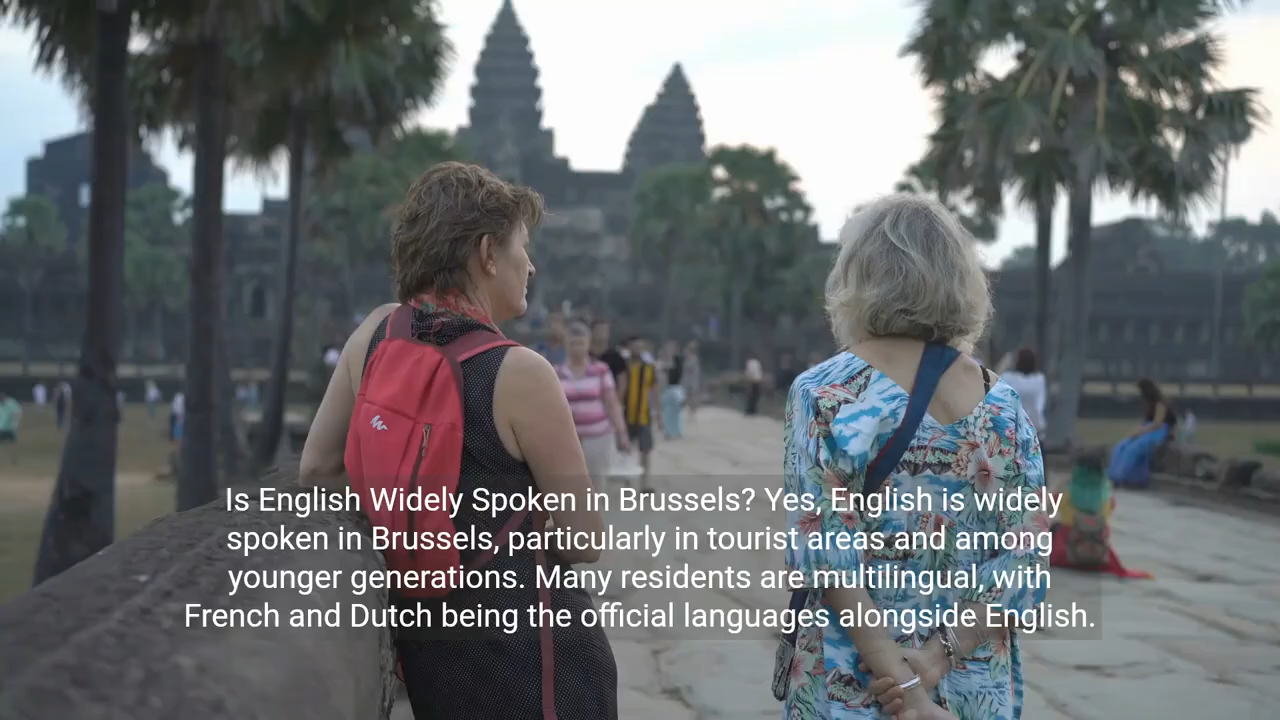 Is English Widely Spoken in Brussels? Yes, English is widely
spoken in Brussels, particularly in tourist areas and among
younger generations. Many residents are multilingual, with
French and Dutch being the official languages alongside English.